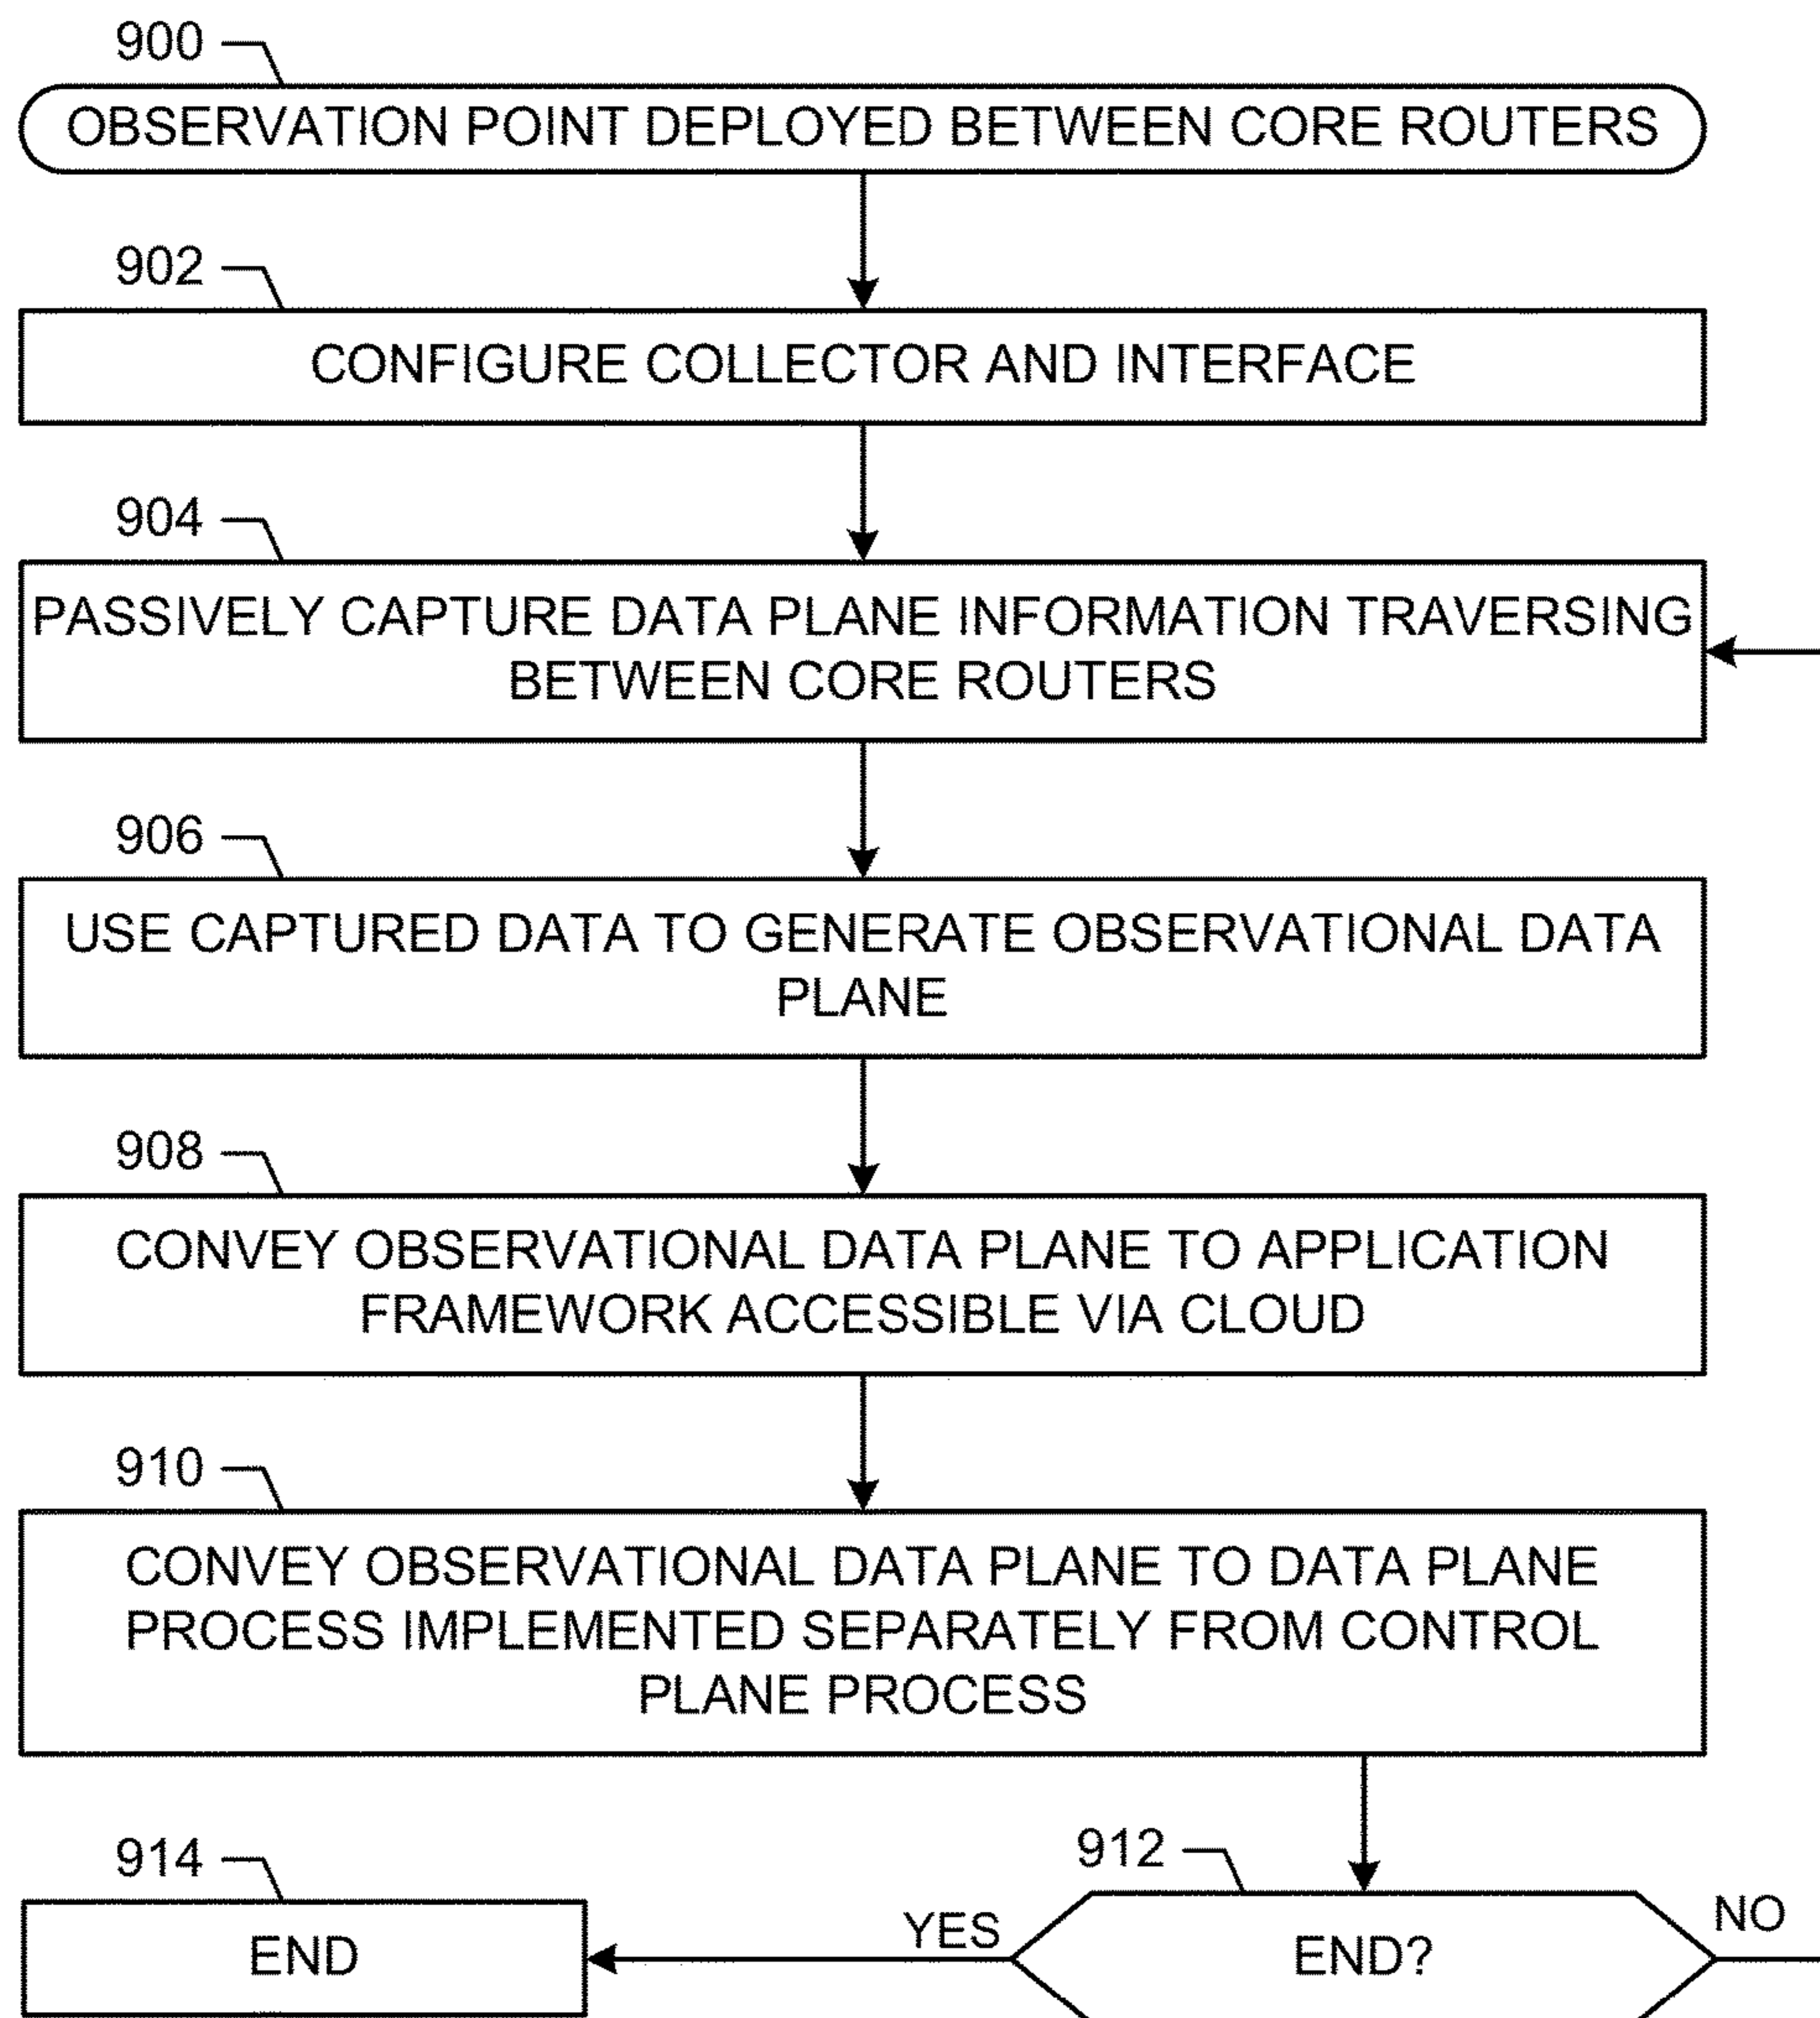 900
OBSERVATION POINT DEPLOYED BETWEEN CORE ROUTERS
902
CONFIGURE COLLECTOR AND INTERFACE
904
PASSIVELY CAPTURE DATA PLANE INFORMATION TRAVERSING
BETWEEN CORE ROUTERS
906
USE CAPTURED DATA TO GENERATE OBSERVATIONAL DATA
PLANE
908
CONVEY OBSERVATIONAL DATA PLANE TO APPLICATION
FRAMEWORK ACCESSIBLE VIA CLOUD
910
CONVEY OBSERVATIONAL DATA PLANE TO DATA PLANE
PROCESS IMPLEMENTED SEPARATELY FROM CONTROL
PLANE PROCESS
914
912
END
YES
END?
NO